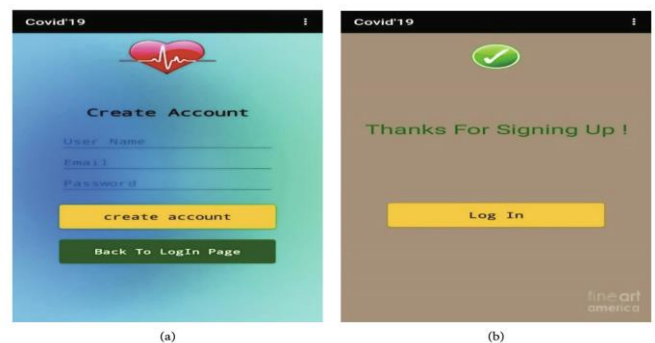 Covid'19
Create Account
User Name
Email
Password
create account
Back To LogIn Page
(a)
Covid'19
Thanks For Signing Up !
Log In
fine art
america
(b)